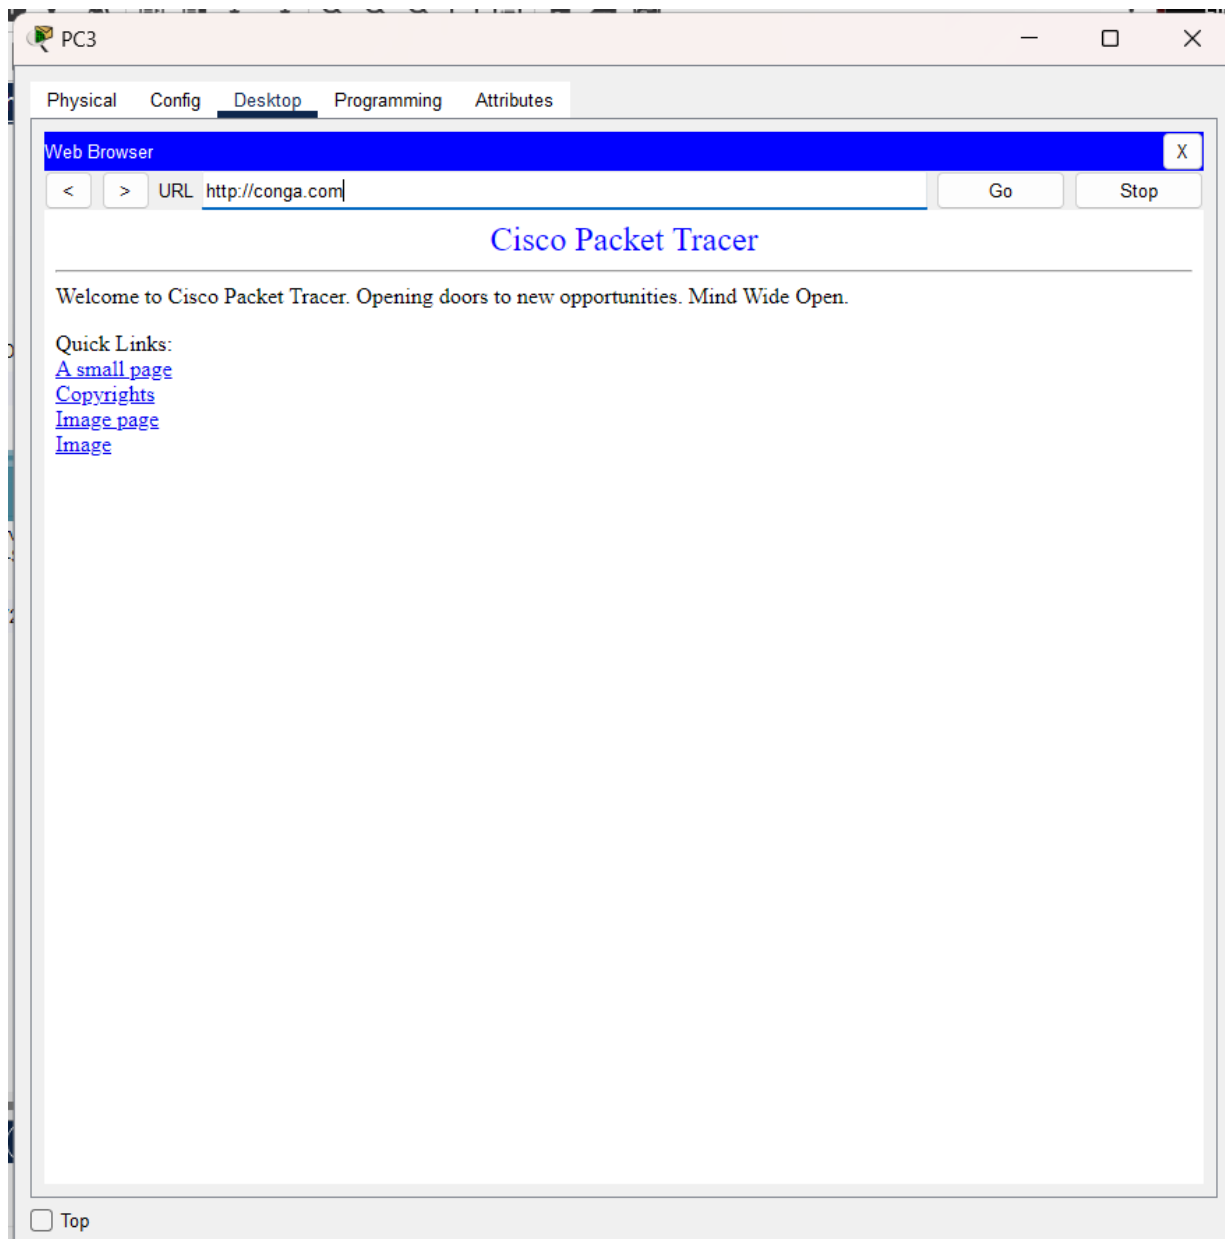 PC3
Physical Config Desktop Programming Attributes
Web Browser X
< > URL http://conga.com Go Stop
Cisco Packet Tracer
Welcome to Cisco Packet Tracer. Opening doors to new opportunities. Mind Wide Open.
Quick Links:
A small page
Copyrights
Image page
Image
Top